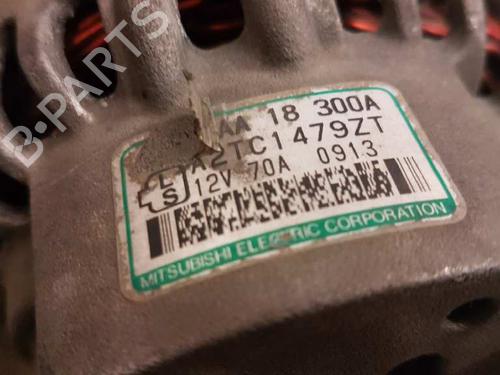 B-PARTS
AA 18 300A
A2TC1479ZT
L
S
12V 70A 0913
MITSUBISHI ELECTRIC CORPORATION